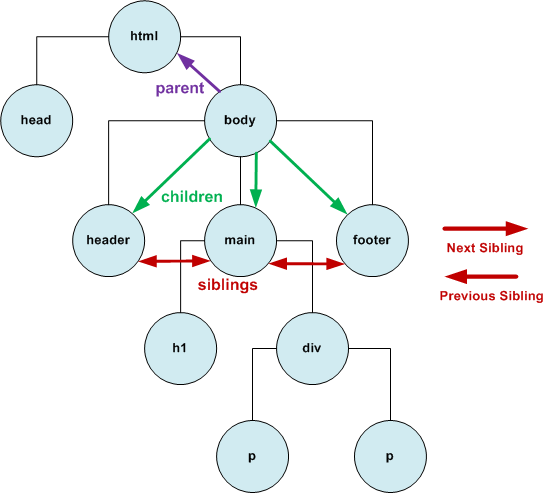 html
parent
head
body
children
header
main
footer
Next Sibling
siblings
Previous Sibling
h1
div
p
p